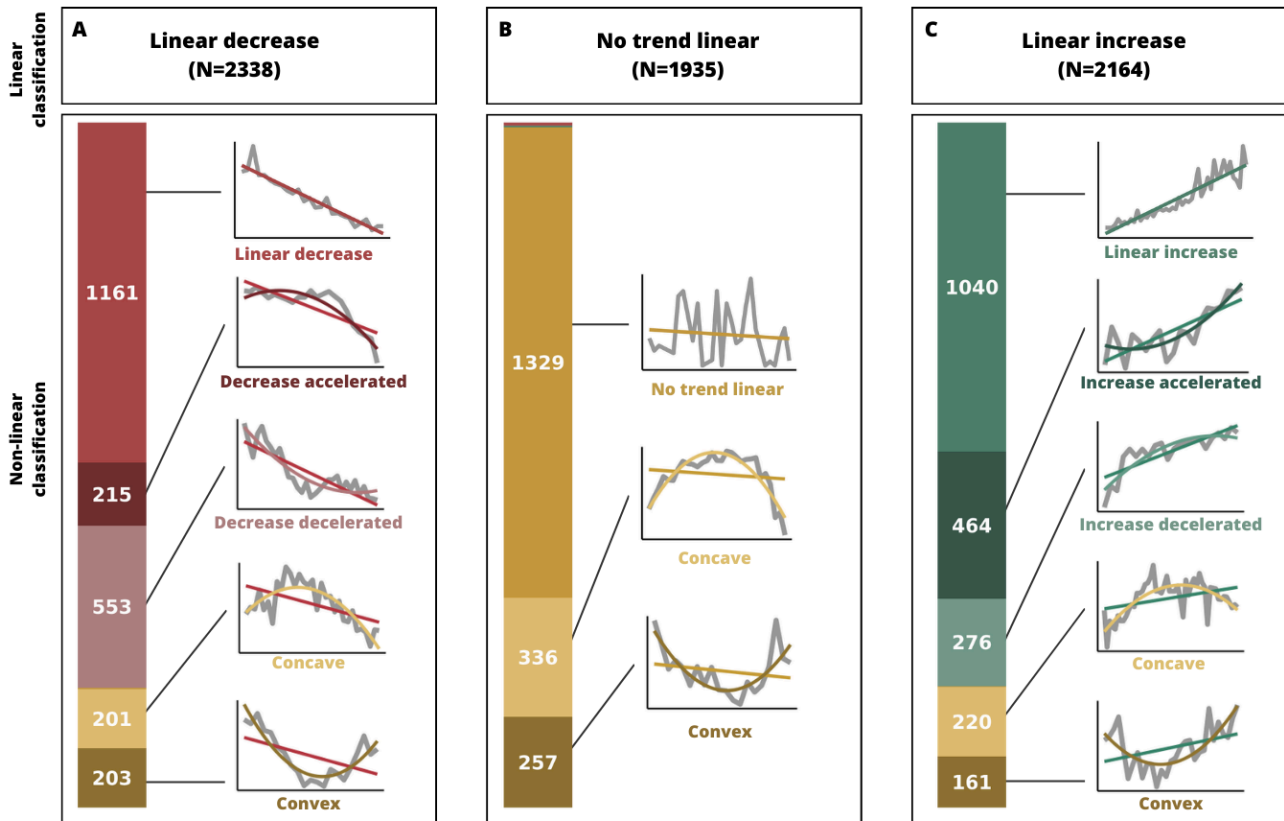 Linear
classification
A
Linear decrease
(N=2338)
B
No trend linear
(N=1935)
C
Linear increase
(N=2164)
Non-linear
classification
1161
215
553
201
203
Linear decrease
Decrease accelerated
Decrease decelerated
Concave
Convex
1329
336
257
No trend linear
Concave
Convex
1040
464
276
220
161
Linear increase
Increase accelerated
Increase decelerated
Concave
Convex